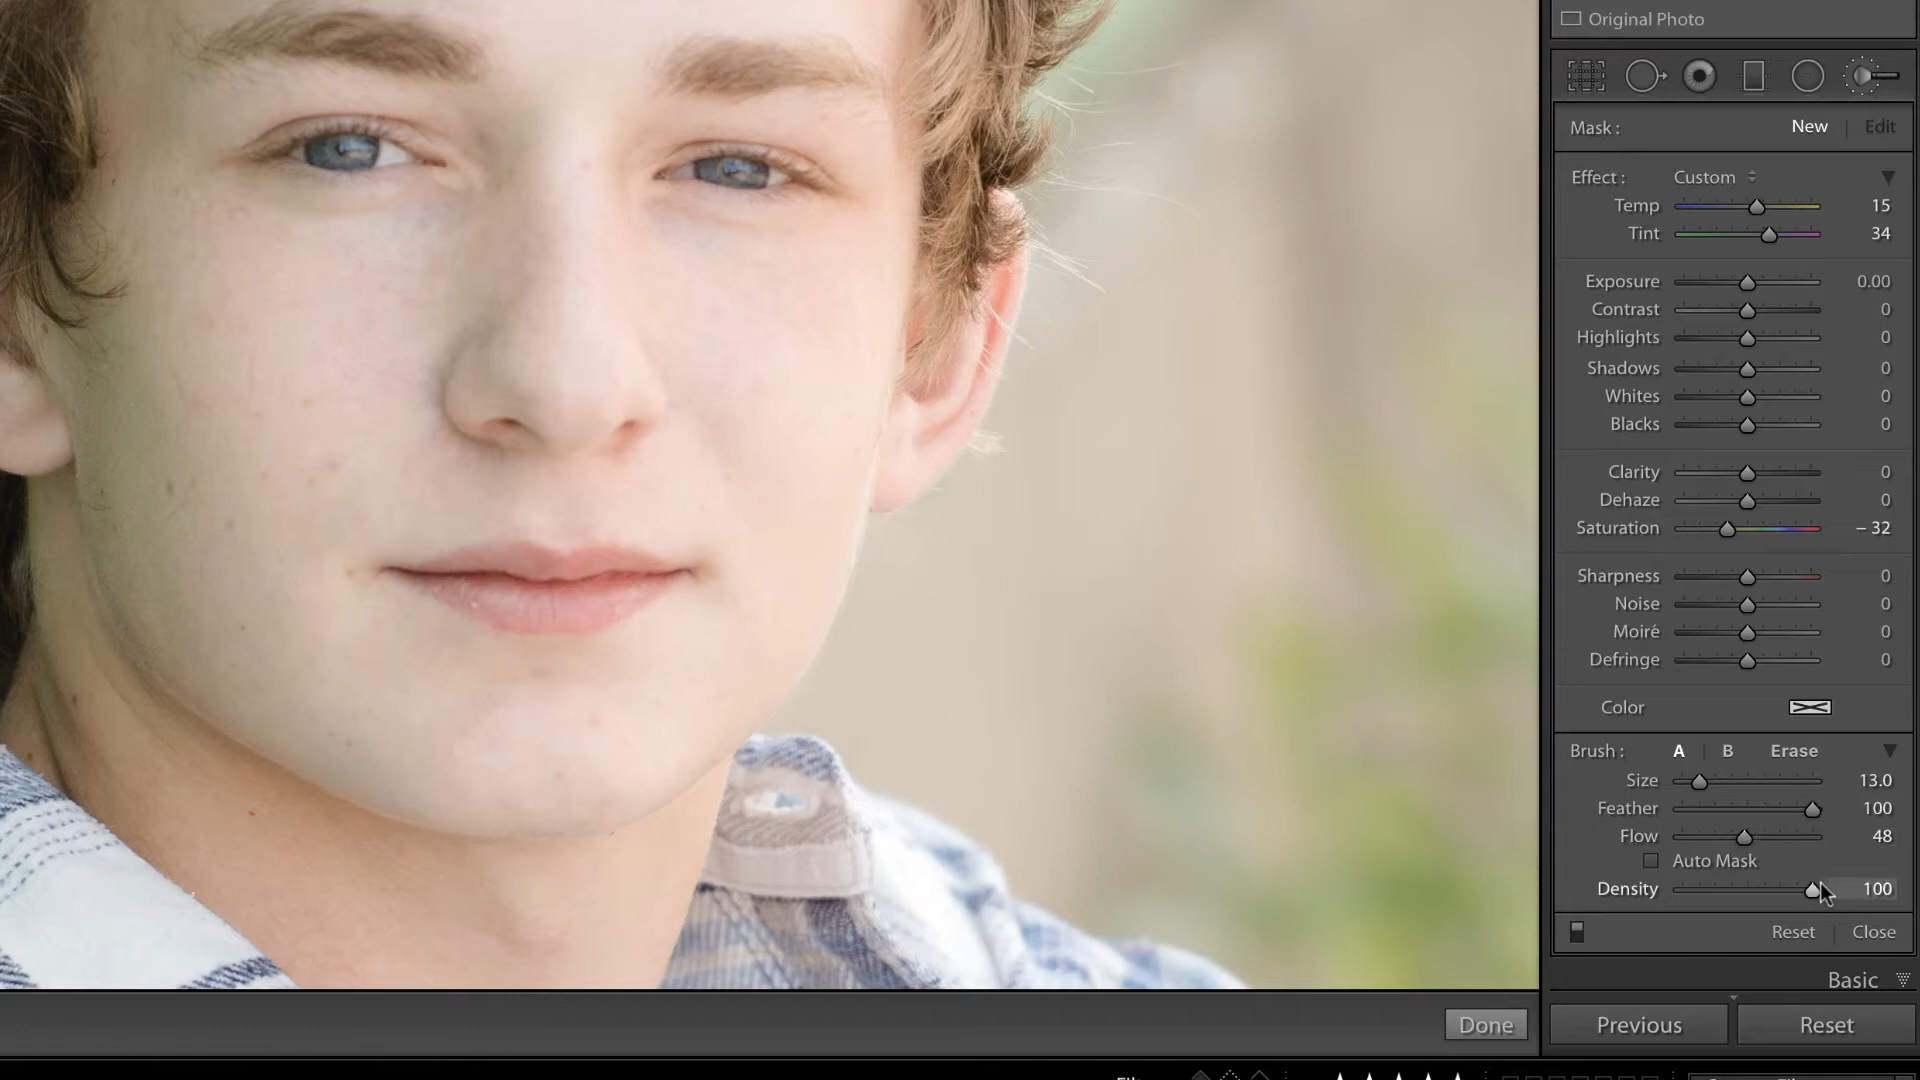 Original Photo
Mask : New | Edit
Effect : Custom
Temp 15
Tint 34
Exposure 0.00
Contrast 0
Highlights 0
Shadows 0
Whites 0
Blacks 0
Clarity 0
Dehaze 0
Saturation – 32
Sharpness 0
Noise 0
Moiré 0
Defringe 0
Color
Brush : A | B Erase
Size 13.0
Feather 100
Flow 48
Auto Mask
Density 100
Reset | Close
Basic
Done Previous Reset